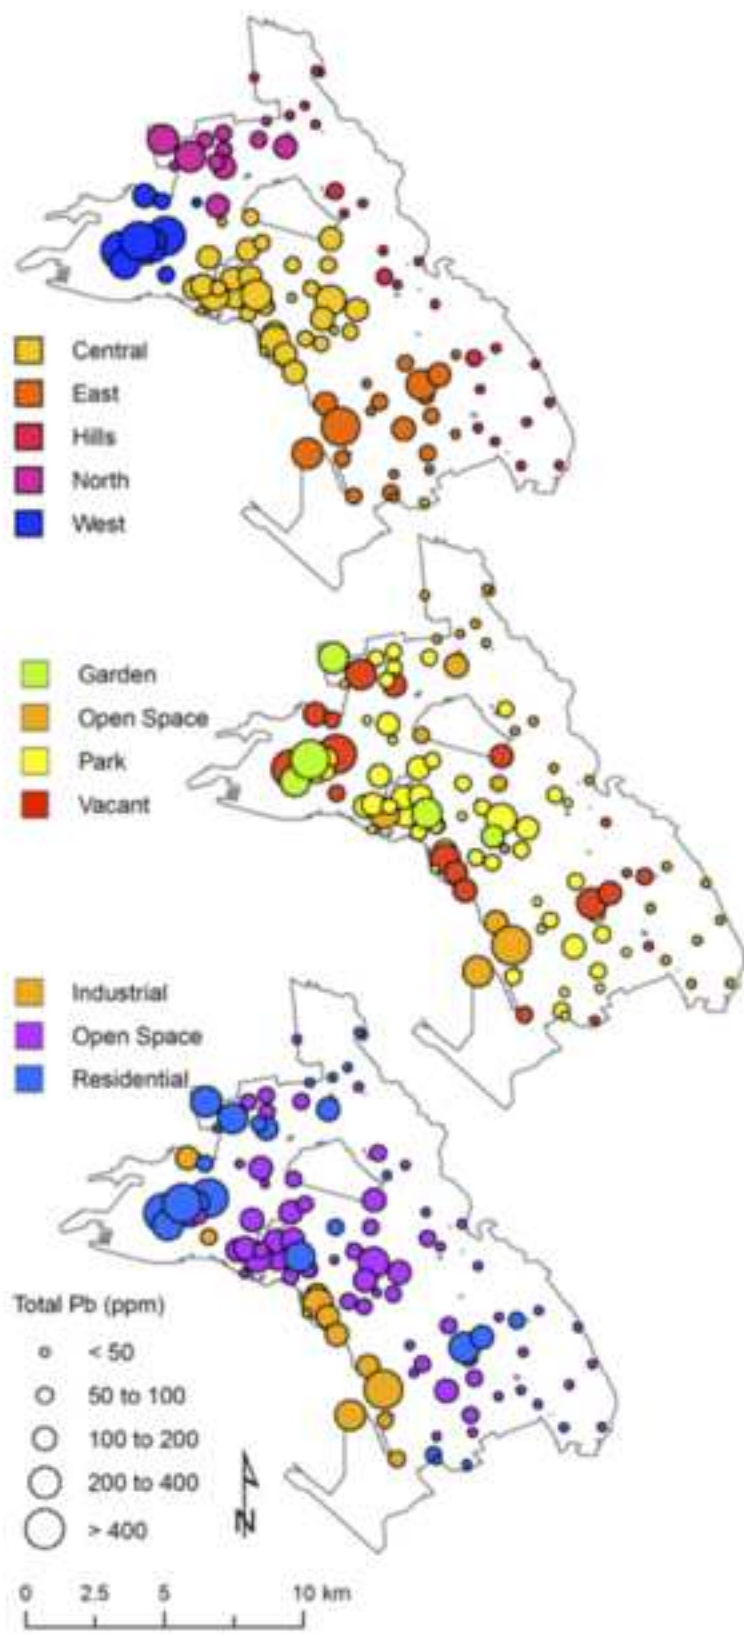 Central
East
Hills
North
West
Garden
Open Space
Park
Vacant
Industrial
Open Space
Residential
Total Pb (ppm)
< 50
50 to 100
100 to 200
200 to 400
> 400
N
0 2.5 5 10 km